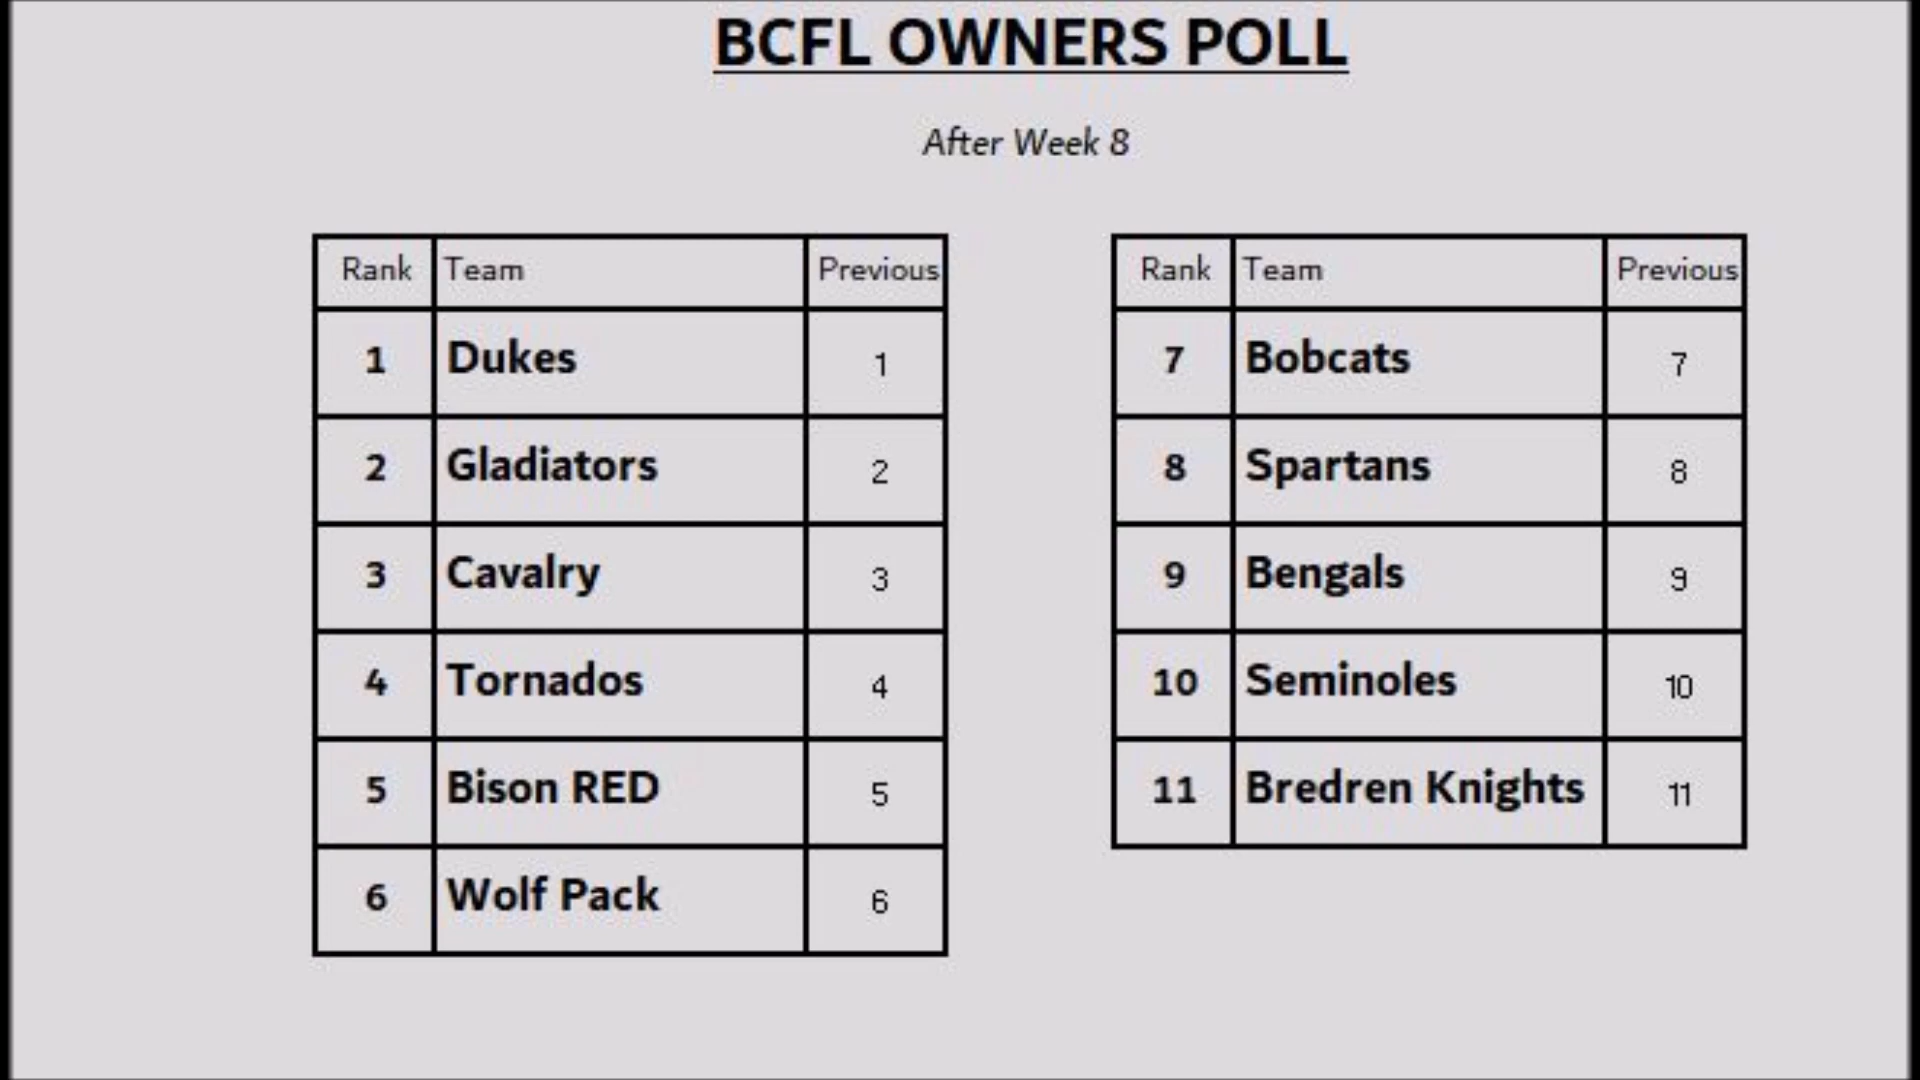 BCFL OWNERS POLL
After Week 8
Rank Team Previous
1 Dukes 1
2 Gladiators 2
3 Cavalry 3
4 Tornados 4
5 Bison RED 5
6 Wolf Pack 6
Rank Team Previous
7 Bobcats 7
8 Spartans 8
9 Bengals 9
10 Seminoles 10
11 Bredren Knights 11